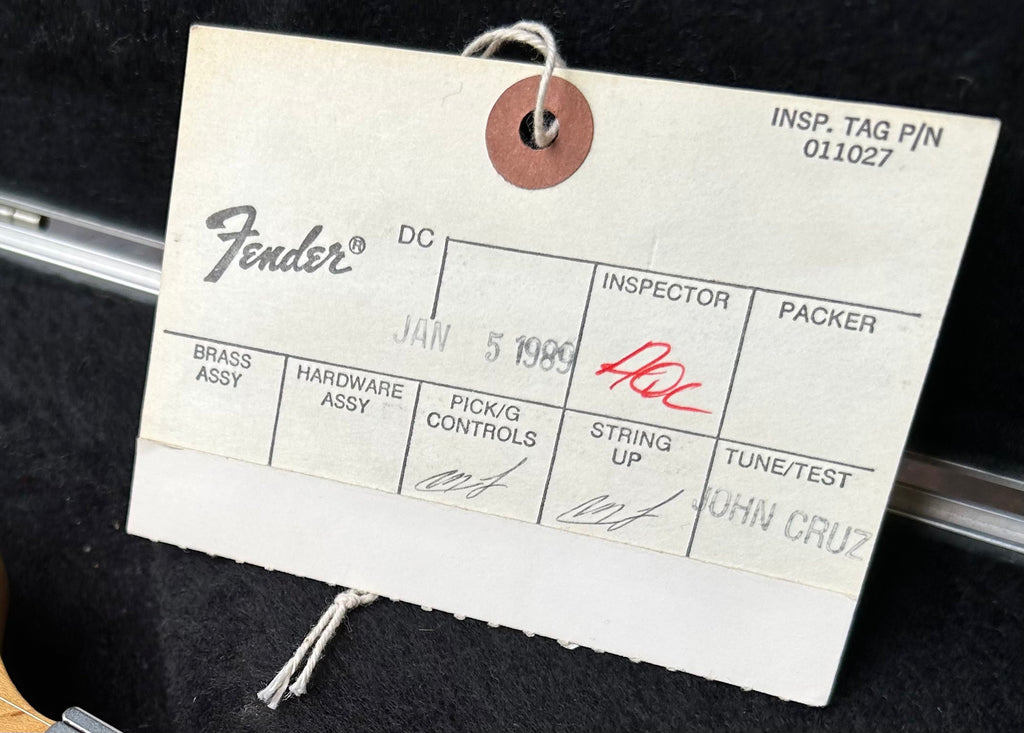 INSP. TAG P/N
011027
Fender®
DC
INSPECTOR
PACKER
JAN 5 1989
BRASS
ASSY
HARDWARE
ASSY
PICK/G
CONTROLS
STRING
UP
TUNE/TEST
JOHN CRUZ